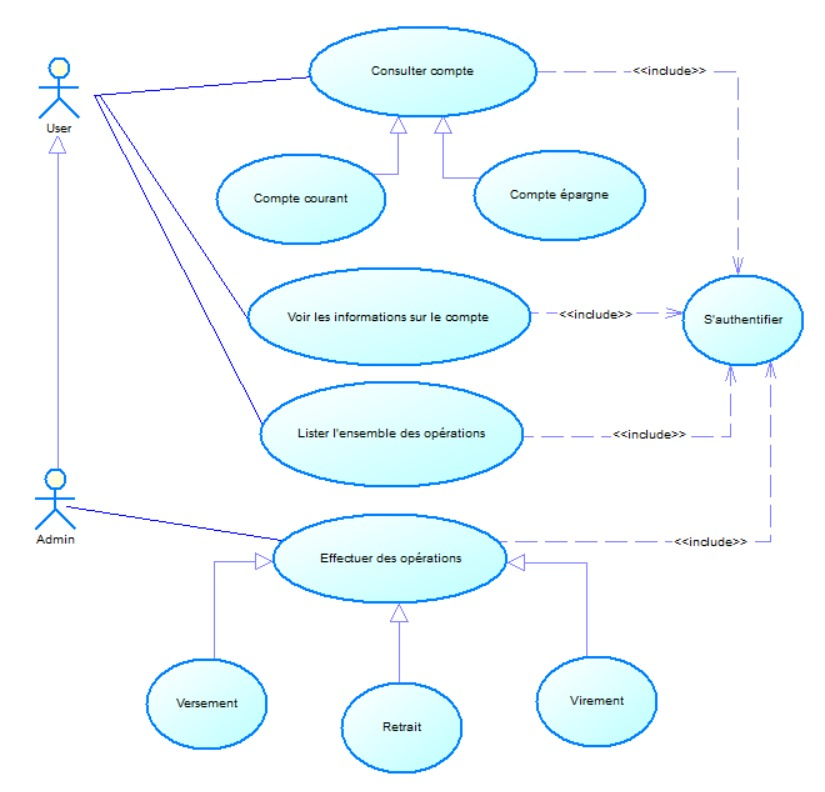 Consulter compte
<<include>>
User
Compte courant
Compte épargne
Voir les informations sur le compte
<<include>>
S'authentifier
Lister l'ensemble des opérations
<<include>>
Admin
Effectuer des opérations
<<include>>
Versement
Retrait
Virement